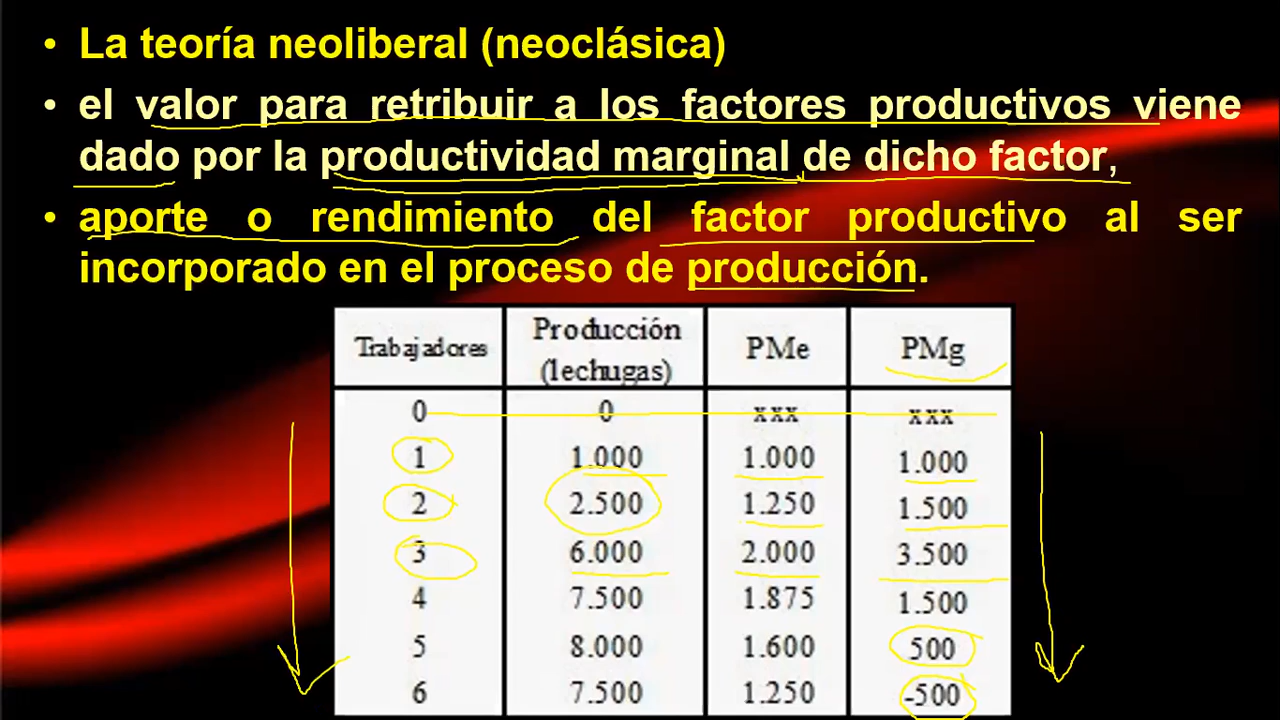 • La teoría neoliberal (neoclásica)
• el valor para retribuir a los factores productivos viene
dado por la productividad marginal de dicho factor,
• aporte o rendimiento del factor productivo al ser
incorporado en el proceso de producción.
Trabajadores Producción (lechugas) PMe PMg
0 0 xxx xxx
1 1.000 1.000 1.000
2 2.500 1.250 1.500
3 6.000 2.000 3.500
4 7.500 1.875 1.500
5 8.000 1.600 500
6 7.500 1.250 -500